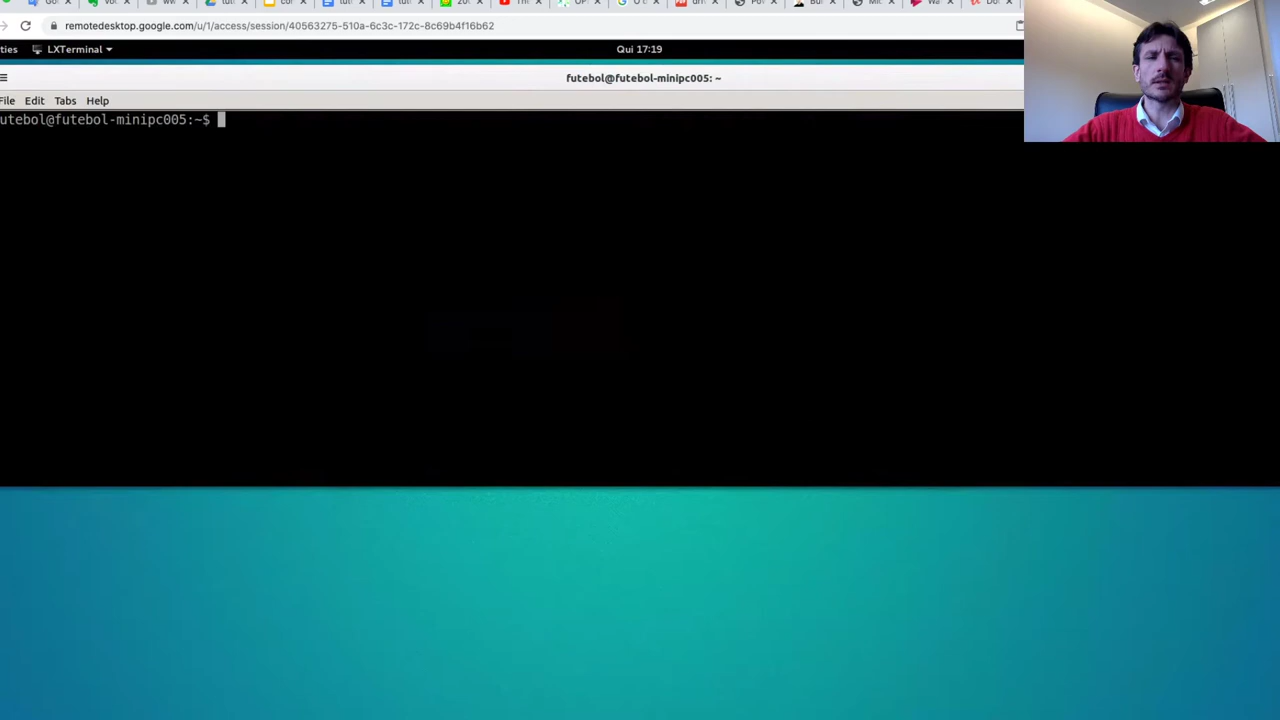 remotedesktop.google.com/u/1/access/session/40563275-510a-6c3c-172c-8c69b4f16b62
ties LXTerminal Qui 17:19
futebol@futebol-minipc005: ~
File Edit Tabs Help
utebol@futebol-minipc005:~$